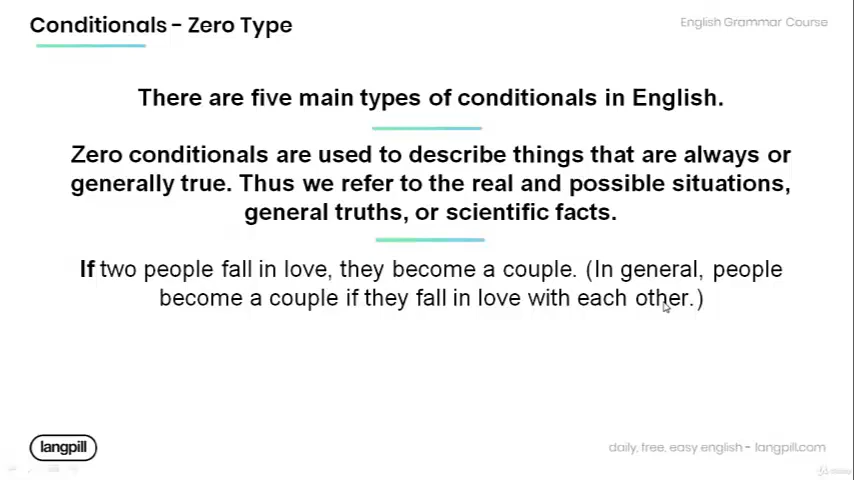 Conditionals - Zero Type
English Grammar Course
There are five main types of conditionals in English.
Zero conditionals are used to describe things that are always or
generally true. Thus we refer to the real and possible situations,
general truths, or scientific facts.
If two people fall in love, they become a couple. (In general, people
become a couple if they fall in love with each other.)
langpill
daily, free, easy english - langpill.com